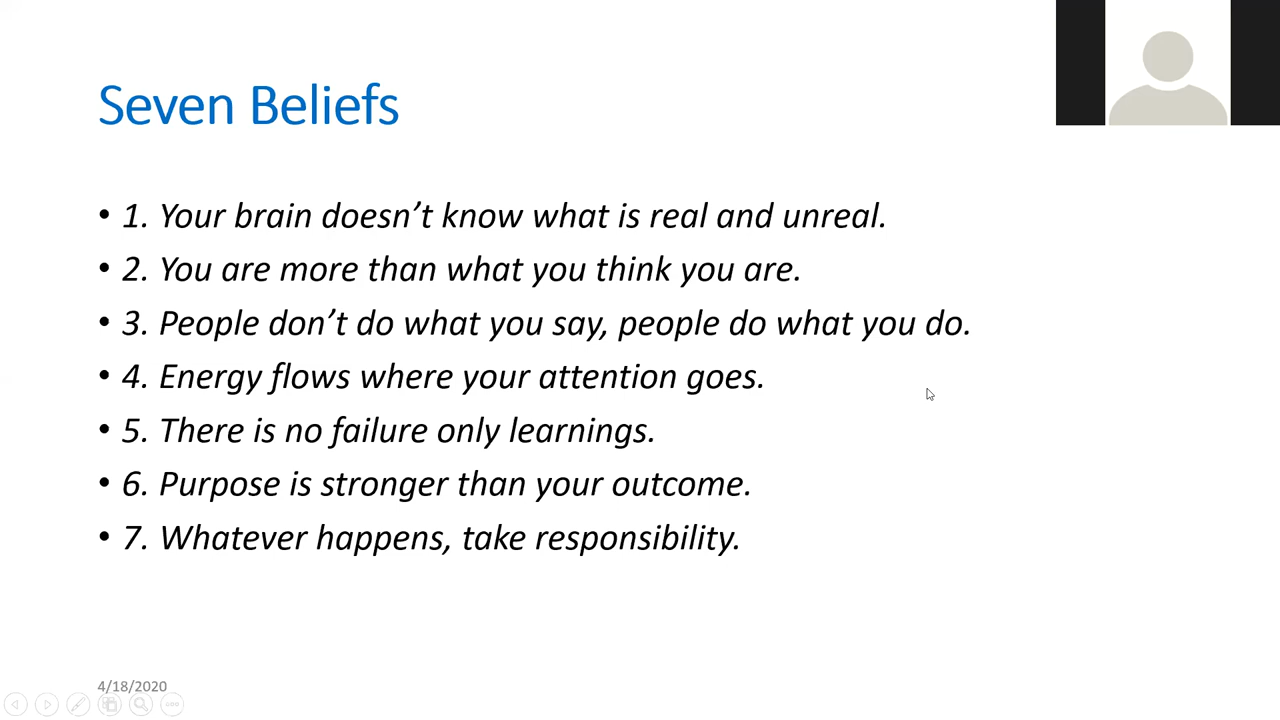 Seven Beliefs
• 1. Your brain doesn’t know what is real and unreal.
• 2. You are more than what you think you are.
• 3. People don’t do what you say, people do what you do.
• 4. Energy flows where your attention goes.
• 5. There is no failure only learnings.
• 6. Purpose is stronger than your outcome.
• 7. Whatever happens, take responsibility.
4/18/2020